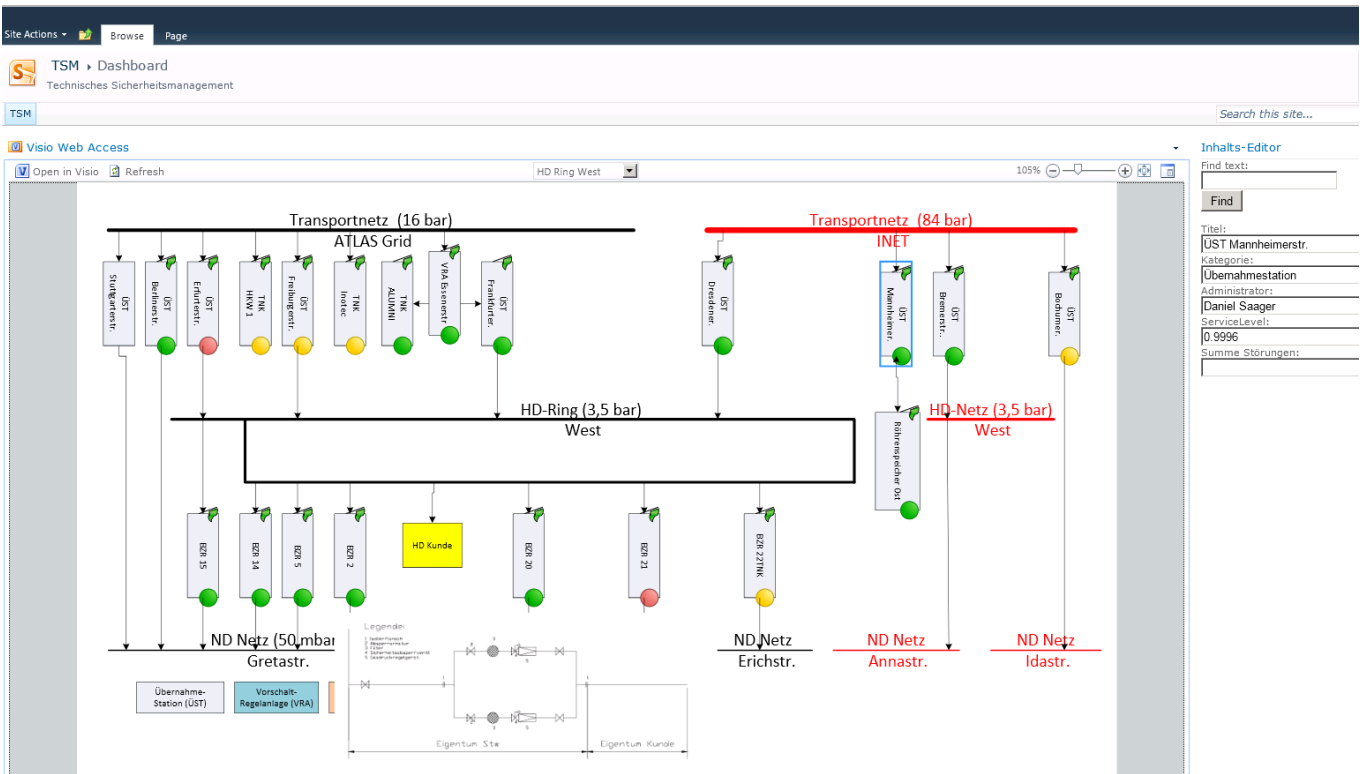 Site Actions
Browse
Page
TSM ▸ Dashboard
Technisches Sicherheitsmanagement
TSM
Search this site...
Visio Web Access
Open in Visio
Refresh
HD Ring West
105%
Transportnetz (16 bar)
ATLAS Grid
Transportnetz (84 bar)
INET
ÜST
Stuttgarterstr.
ÜST
Berlinerstr.
ÜST
Erfurterstr.
TNK
HKW 1
ÜST
Freiburgerstr.
TNK
Inotec
TNK
ALUMNI
VRA Essenerstr
ÜST
Frankfurter.
ÜST
Dresdener.
ÜST
Mannheimer.
ÜST
Bremerstr..
ÜST
Bochumer.
HD-Ring (3,5 bar)
West
Röhrenspeicher Ost
HD-Netz (3,5 bar)
West
BZR 15
BZR 14
BZR 5
BZR 2
HD Kunde
BZR 20
BZR 21
BZR 22TNK
ND Netz (50 mbar
Gretastr.
ND Netz
Erichstr.
ND Netz
Annastr.
ND Netz
Idastr.
Übernahme-
Station (ÜST)
Vorschalt-
Regelanlage (VRA)
Legende:
Eigentum Stw
Eigentum Kunde
Inhalts-Editor
Find text:
Find
Titel:
ÜST Mannheimerstr.
Kategorie:
Übernahmestation
Administrator:
Daniel Saager
ServiceLevel:
0.9996
Summe Störungen: